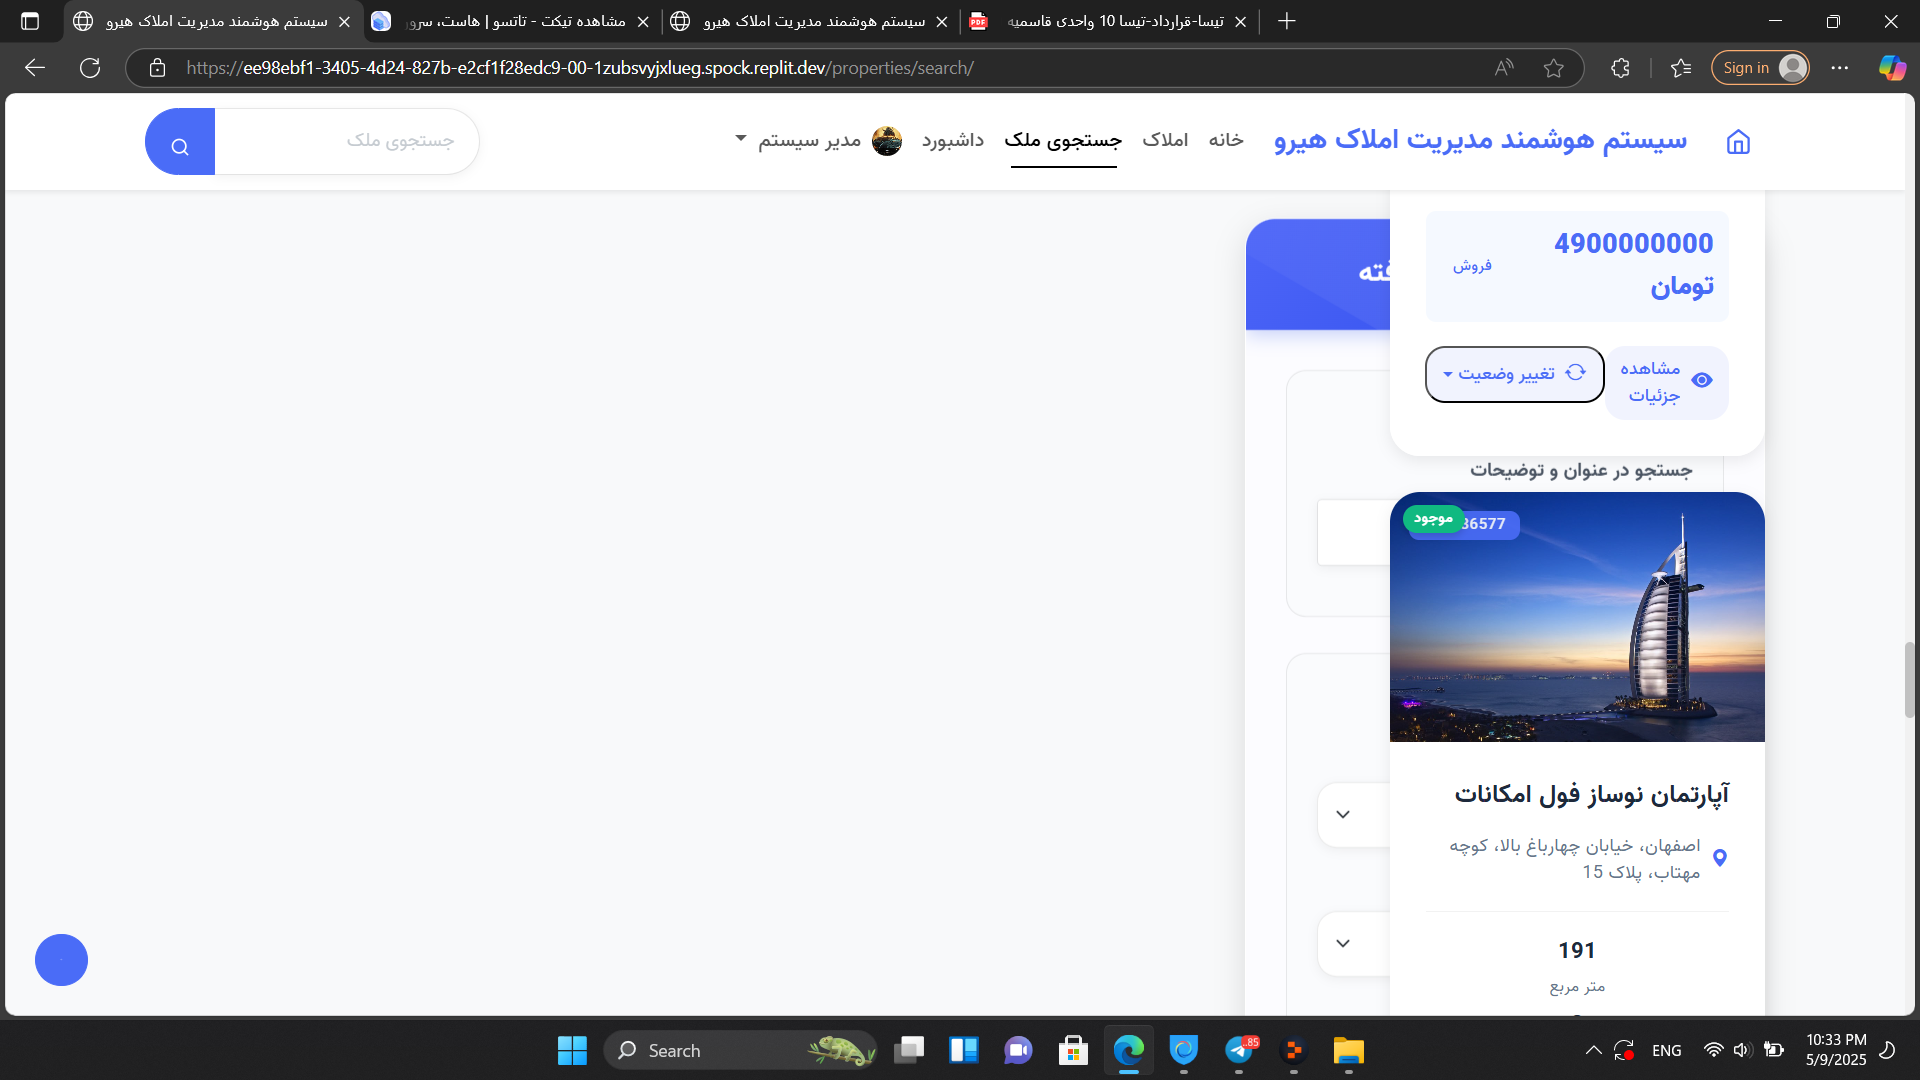 سیستم هوشمند مدیریت املاک هیرو
مشاهده تیکت - تاتسو | هاست، سرور
سیستم هوشمند مدیریت املاک هیرو
تیسا-قرارداد-تیسا 10 واحدی قاسمیه
https://ee98ebf1-3405-4d24-827b-e2cf1f28edc9-00-1zubsvyjxlueg.spock.replit.dev/properties/search/
Sign in
سیستم هوشمند مدیریت املاک هیرو
خانه
املاک
جستجوی ملک
داشبورد
مدیر سیستم
جستجوی ملک
4900000000
تومان
فروش
مشاهده
جزئیات
تغییر وضعیت
جستجو در عنوان و توضیحات
موجود
36577
آپارتمان نوساز فول امکانات
اصفهان، خیابان چهارباغ بالا، کوچه
مهتاب، پلاک 15
191
متر مربع
Search
85
ENG
10:33 PM
5/9/2025